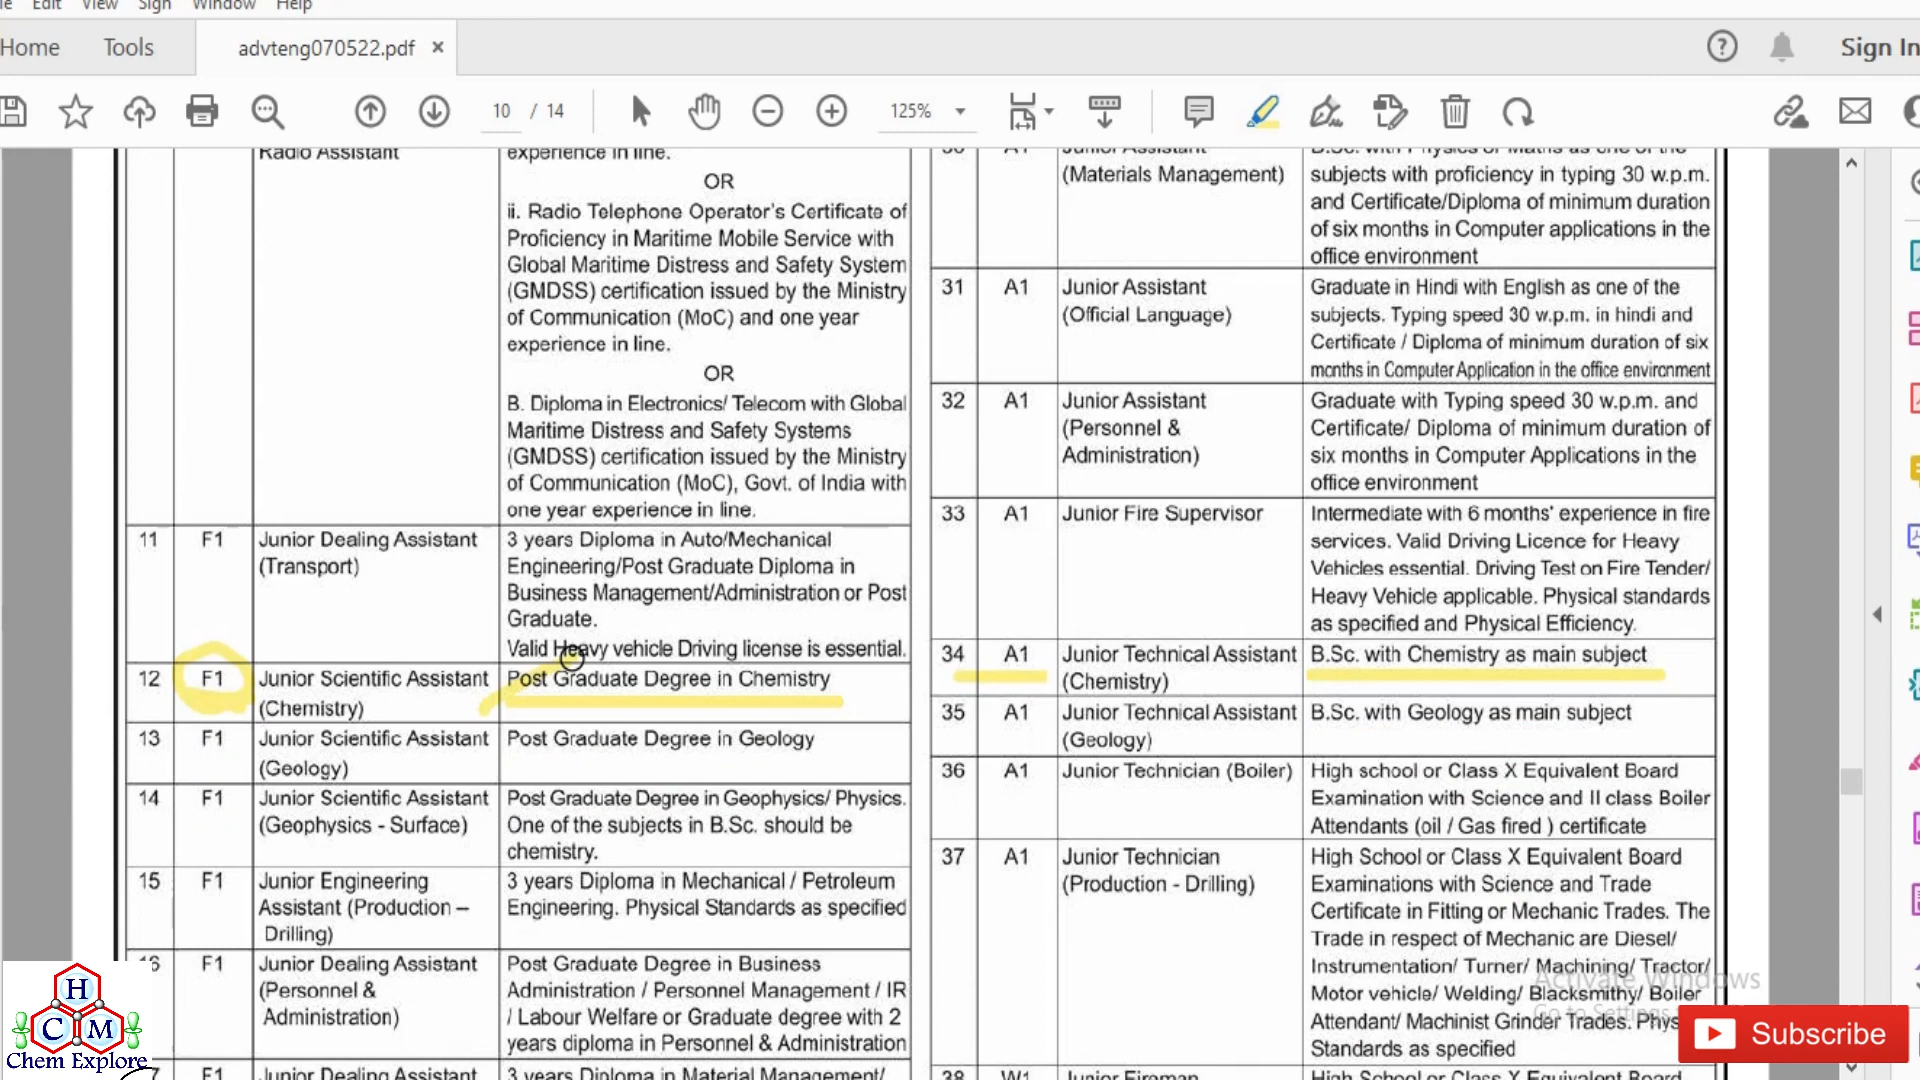 Edit View Sign Window Help
Home Tools advteng070522.pdf × ? Sign In
10 / 14 125%
Radio Assistant
experience in line.
OR
ii. Radio Telephone Operator's Certificate of
Proficiency in Maritime Mobile Service with
Global Maritime Distress and Safety System
(GMDSS) certification issued by the Ministry
of Communication (MoC) and one year
experience in line.
OR
B. Diploma in Electronics/ Telecom with Global
Maritime Distress and Safety Systems
(GMDSS) certification issued by the Ministry
of Communication (MoC), Govt. of India with
one year experience in line.
11 F1 Junior Dealing Assistant
(Transport)
3 years Diploma in Auto/Mechanical
Engineering/Post Graduate Diploma in
Business Management/Administration or Post
Graduate.
Valid Heavy vehicle Driving license is essential.
12 F1 Junior Scientific Assistant
(Chemistry)
Post Graduate Degree in Chemistry
13 F1 Junior Scientific Assistant
(Geology)
Post Graduate Degree in Geology
14 F1 Junior Scientific Assistant
(Geophysics - Surface)
Post Graduate Degree in Geophysics/ Physics.
One of the subjects in B.Sc. should be
chemistry.
15 F1 Junior Engineering
Assistant (Production –
Drilling)
3 years Diploma in Mechanical / Petroleum
Engineering. Physical Standards as specified
F1 Junior Dealing Assistant
(Personnel &
Administration)
Post Graduate Degree in Business
Administration / Personnel Management / IR
/ Labour Welfare or Graduate degree with 2
years diploma in Personnel & Administration
F1 Junior Dealing Assistant
3 years Diploma in Material Management/
30 A1 Junior Assistant
(Materials Management)
B.Sc. with Physics or Maths as one of the
subjects with proficiency in typing 30 w.p.m.
and Certificate/Diploma of minimum duration
of six months in Computer applications in the
office environment
31 A1 Junior Assistant
(Official Language)
Graduate in Hindi with English as one of the
subjects. Typing speed 30 w.p.m. in hindi and
Certificate / Diploma of minimum duration of six
months in Computer Application in the office environment
32 A1 Junior Assistant
(Personnel &
Administration)
Graduate with Typing speed 30 w.p.m. and
Certificate/ Diploma of minimum duration of
six months in Computer Applications in the
office environment
33 A1 Junior Fire Supervisor
Intermediate with 6 months' experience in fire
services. Valid Driving Licence for Heavy
Vehicles essential. Driving Test on Fire Tender/
Heavy Vehicle applicable. Physical standards
as specified and Physical Efficiency.
34 A1 Junior Technical Assistant
(Chemistry)
B.Sc. with Chemistry as main subject
35 A1 Junior Technical Assistant
(Geology)
B.Sc. with Geology as main subject
36 A1 Junior Technician (Boiler)
High school or Class X Equivalent Board
Examination with Science and II class Boiler
Attendants (oil / Gas fired ) certificate
37 A1 Junior Technician
(Production - Drilling)
High School or Class X Equivalent Board
Examinations with Science and Trade
Certificate in Fitting or Mechanic Trades. The
Trade in respect of Mechanic are Diesel/
Instrumentation/ Turner/ Machining/ Tractor/
Motor vehicle/ Welding/ Blacksmithy/ Boiler
Attendant/ Machinist Grinder Trades. Phys
Standards as specified
38 W1 Junior Fireman
High School or Class X Equivalent Board
Activate Windows
Go to Settings
H
C M
Chem Explore
Subscribe